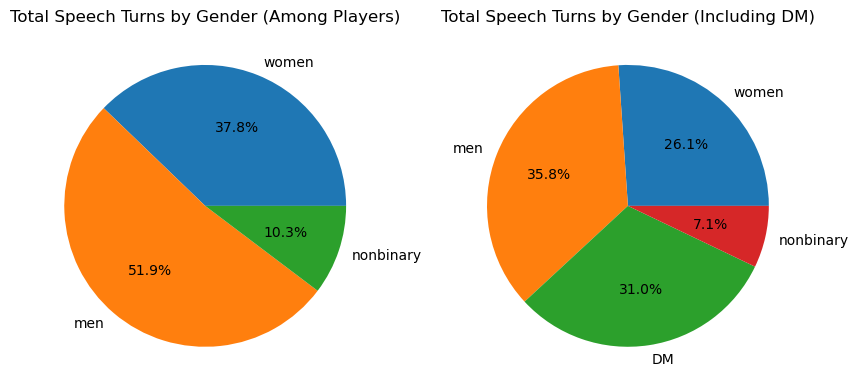 Total Speech Turns by Gender (Among Players)
women
37.8%
men
51.9%
10.3%
nonbinary
Total Speech Turns by Gender (Including DM)
women
26.1%
men
35.8%
7.1%
nonbinary
31.0%
DM